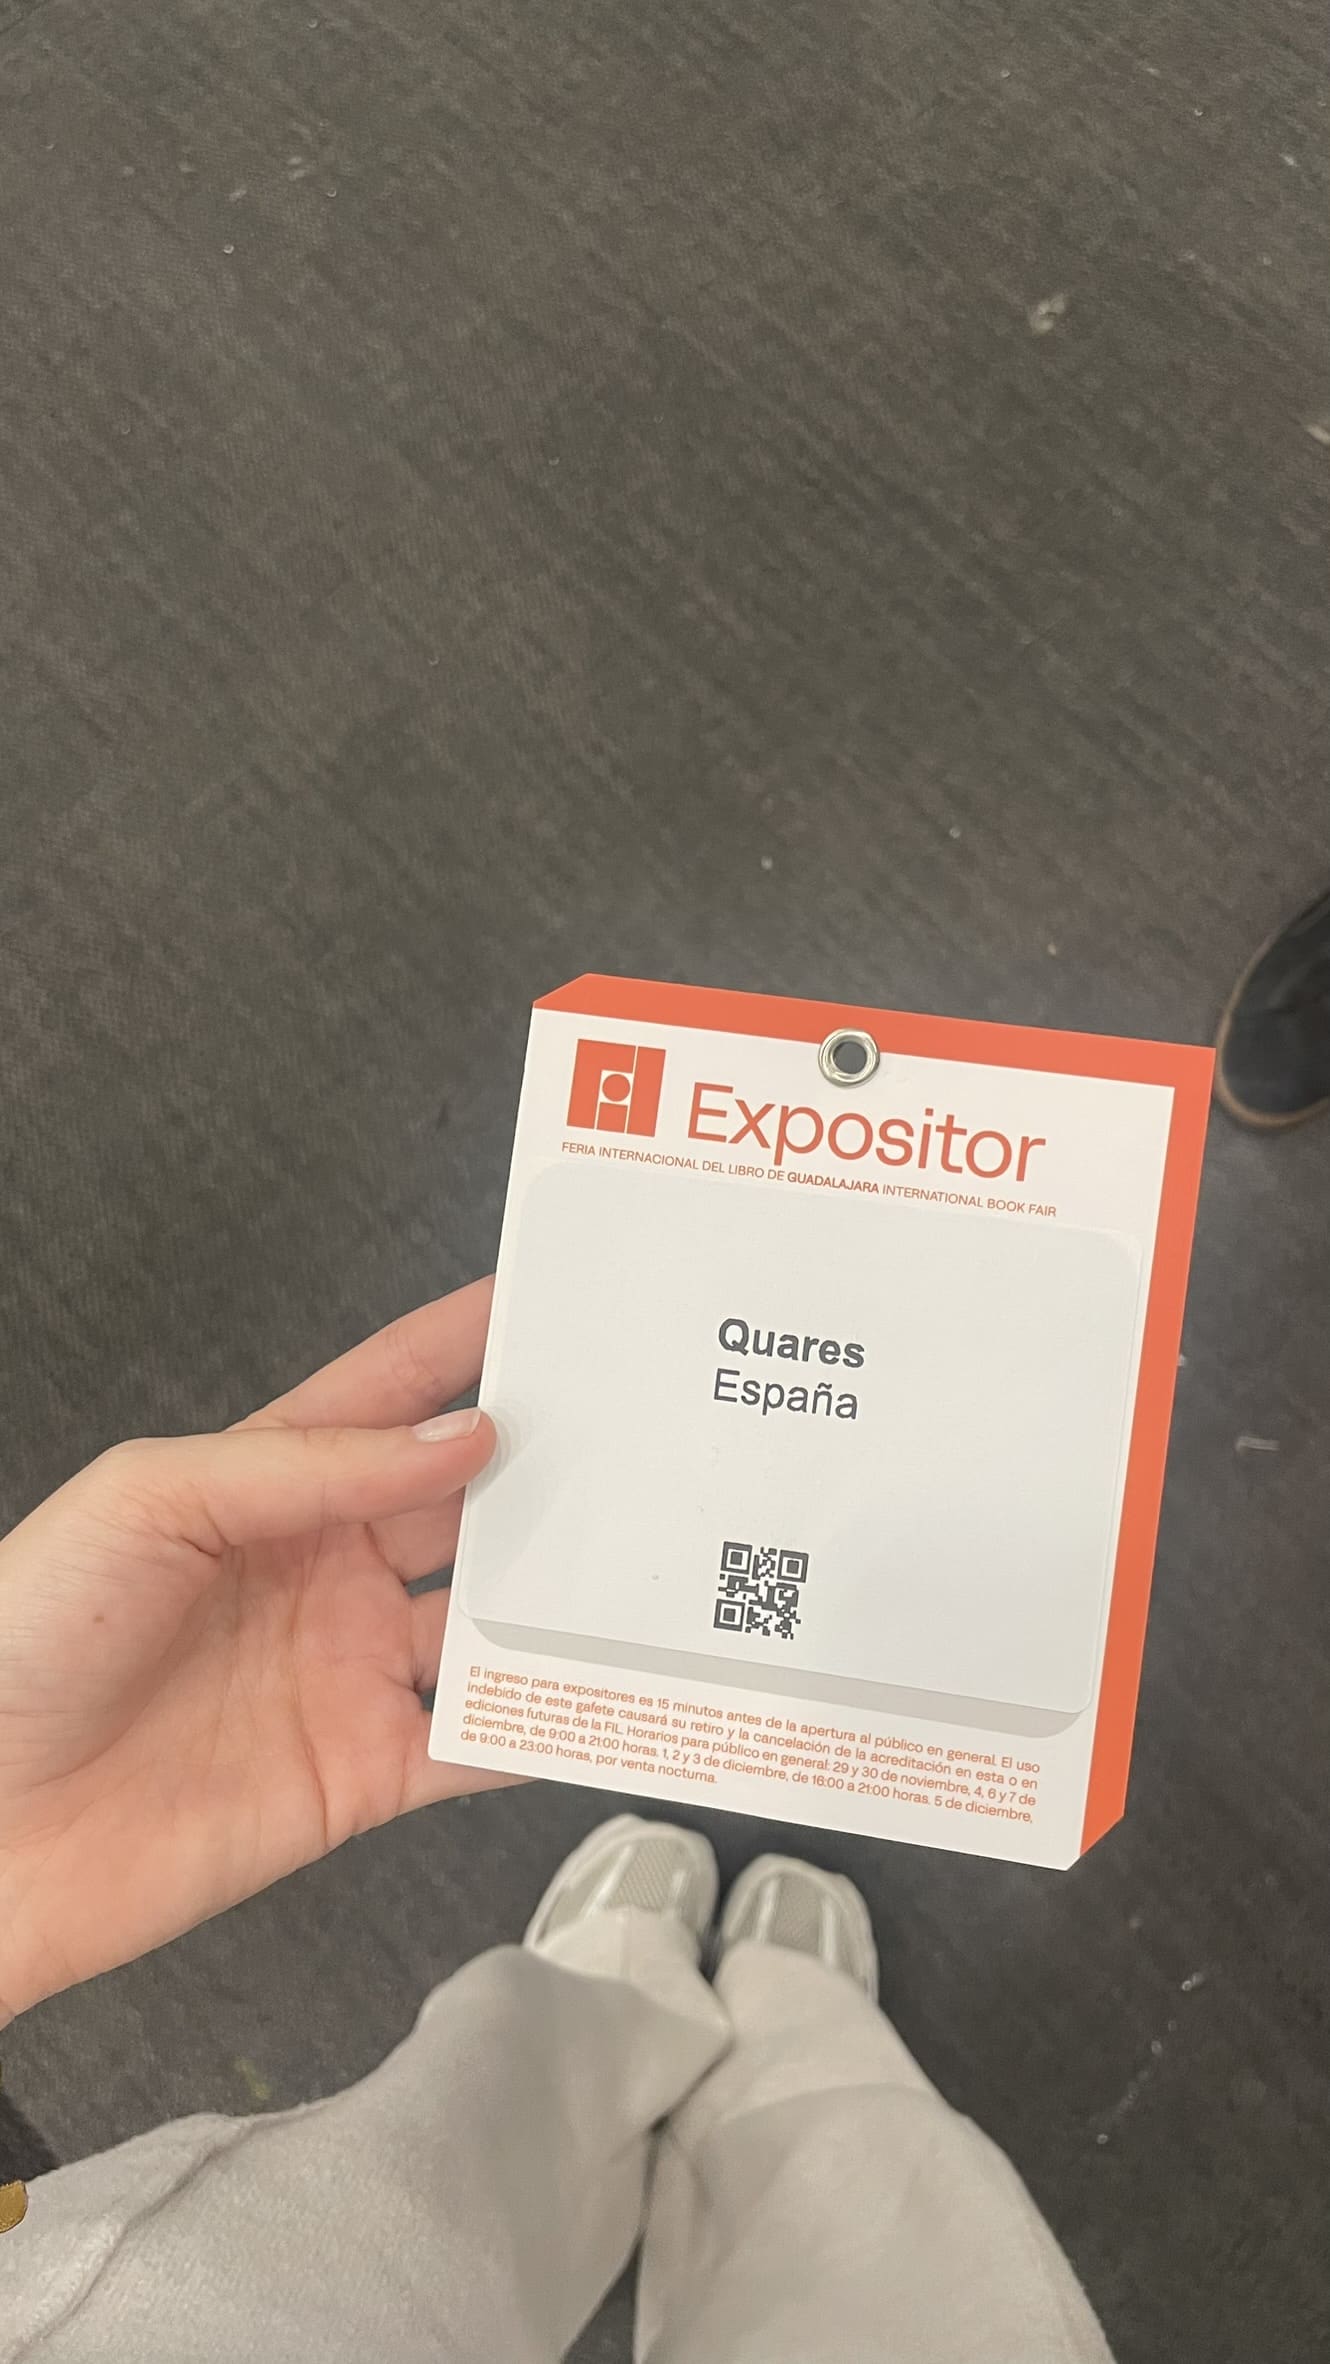 Expositor
FERIA INTERNACIONAL DEL LIBRO DE GUADALAJARA INTERNATIONAL BOOK FAIR
Quares
España
El ingreso para expositores es 15 minutos antes de la apertura al público en general. El uso
indebido de este gafete causará su retiro y la cancelación de la acreditación en esta o en
ediciones futuras de la FIL. Horarios para público en general: 29 y 30 de noviembre, 4, 6 y 7 de
diciembre, de 9:00 a 21:00 horas. 1, 2 y 3 de diciembre, de 16:00 a 21:00 horas. 5 de diciembre,
de 9:00 a 23:00 horas, por venta nocturna.